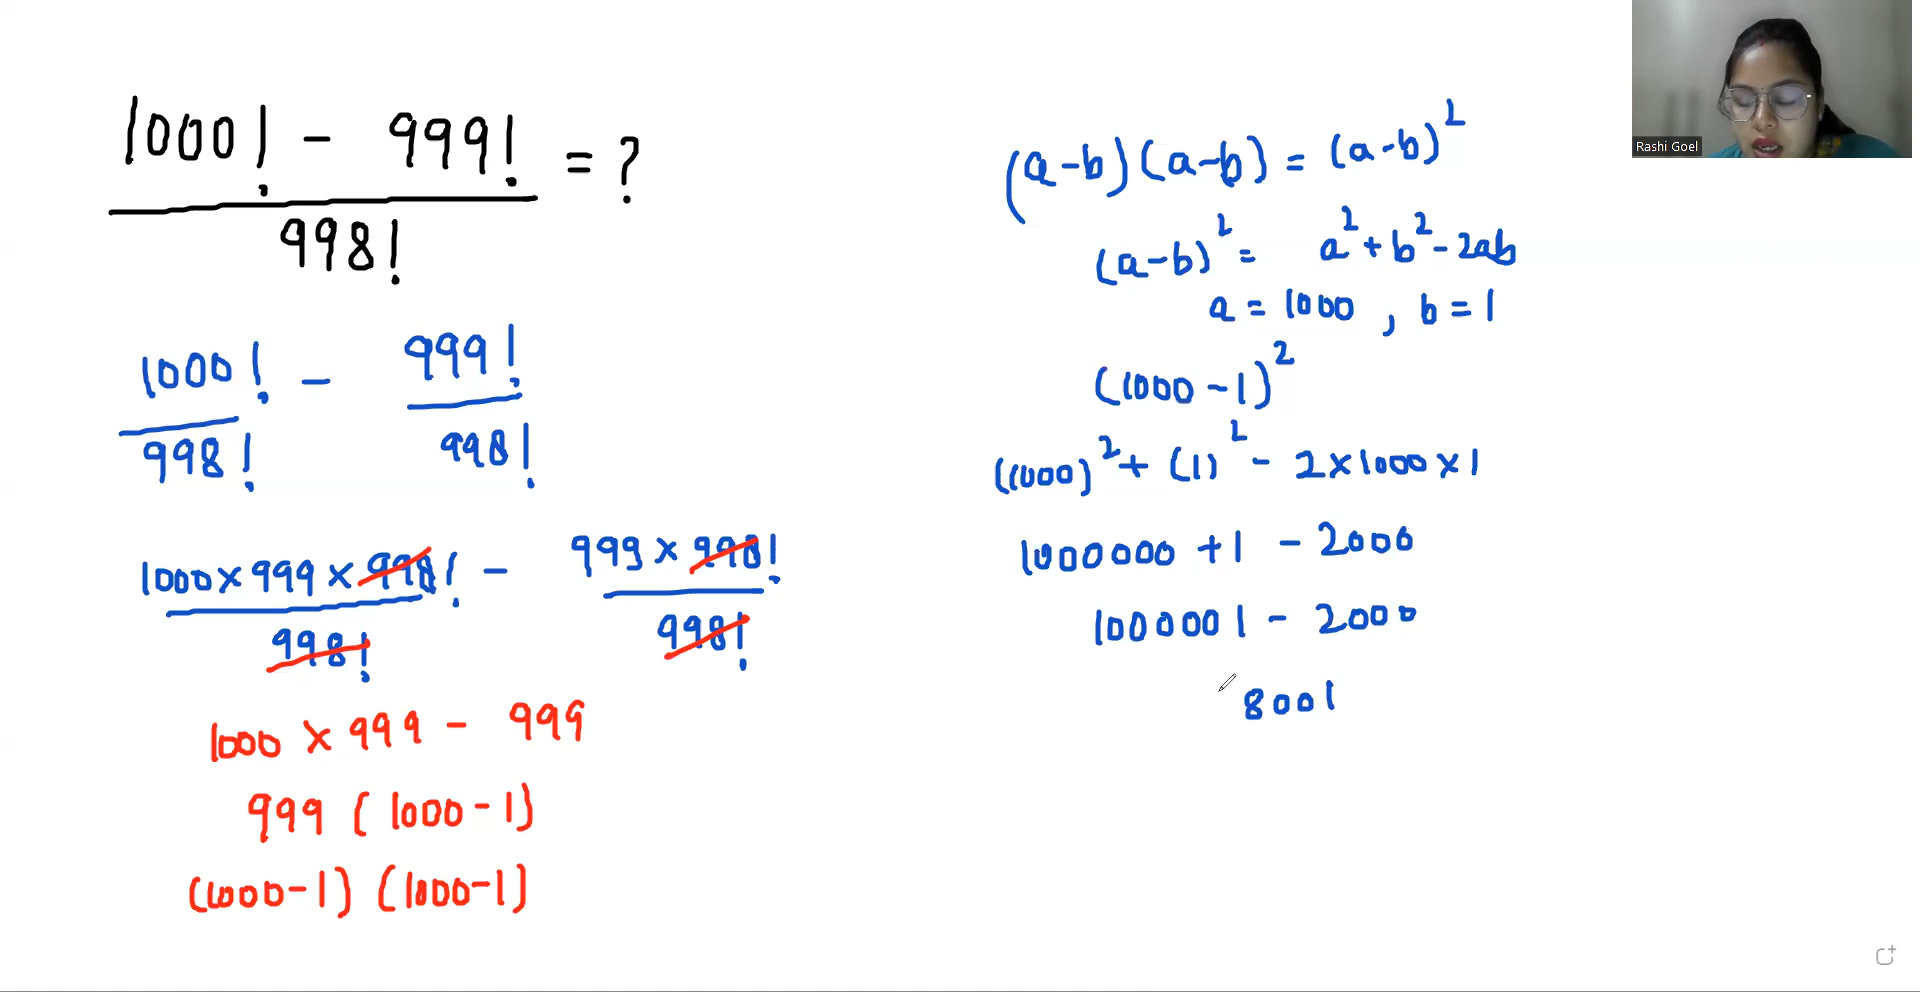 1000! - 999! = ?
998!
1000! - 999!
998! 998!
1000 × 999 × 998! - 999 × 998!
998! 998!
1000 × 999 - 999
999 (1000 - 1)
(1000 - 1) (1000 - 1)
(a-b) (a-b) = (a-b)²
(a-b)² = a² + b² - 2ab
a = 1000 , b = 1
(1000 - 1)²
(1000)² + (1)² - 2 × 1000 × 1
1000000 + 1 - 2000
1000001 - 2000
8001
Rashi Goel